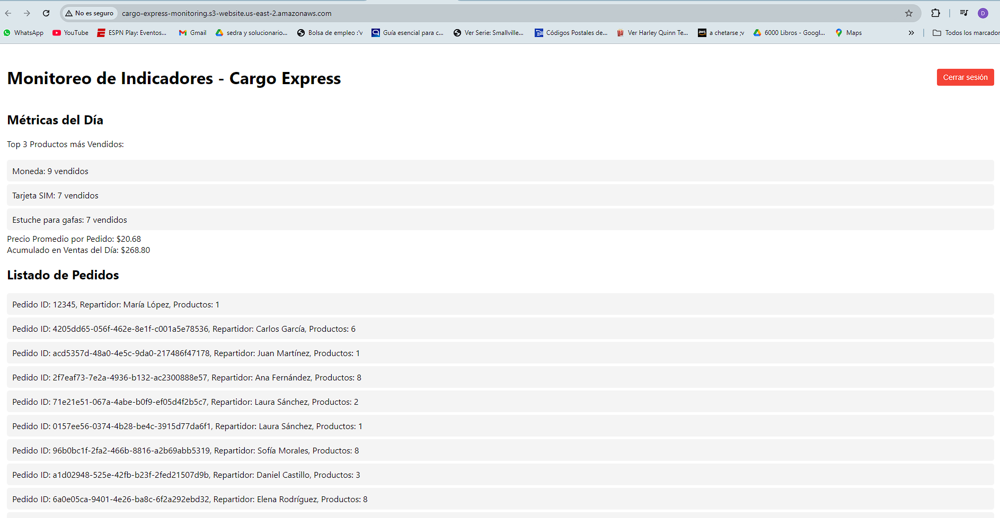 No es seguro cargo-express-monitoring.s3-website.us-east-2.amazonaws.com D
WhatsApp YouTube ESPN Play: Eventos... Gmail sedra y solucionario... Bolsa de empleo :'v Guía esencial para c... Ver Serie: Smallville... Códigos Postales de... Ver Harley Quinn Te... aws a chetarse ;v 6000 Libros - Googl... Maps » Todos los marcador
Monitoreo de Indicadores - Cargo Express
Cerrar sesión
Métricas del Día
Top 3 Productos más Vendidos:
Moneda: 9 vendidos
Tarjeta SIM: 7 vendidos
Estuche para gafas: 7 vendidos
Precio Promedio por Pedido: $20.68
Acumulado en Ventas del Día: $268.80
Listado de Pedidos
Pedido ID: 12345, Repartidor: María López, Productos: 1
Pedido ID: 4205dd65-056f-462e-8e1f-c001a5e78536, Repartidor: Carlos García, Productos: 6
Pedido ID: acd5357d-48a0-4e5c-9da0-217486f47178, Repartidor: Juan Martínez, Productos: 1
Pedido ID: 2f7eaf73-7e2a-4936-b132-ac2300888e57, Repartidor: Ana Fernández, Productos: 8
Pedido ID: 71e21e51-067a-4abe-b0f9-ef05d4f2b5c7, Repartidor: Laura Sánchez, Productos: 2
Pedido ID: 0157ee56-0374-4b28-be4c-3915d77da6f1, Repartidor: Laura Sánchez, Productos: 1
Pedido ID: 96b0bc1f-2fa2-466b-8816-a2b69abb5319, Repartidor: Sofía Morales, Productos: 8
Pedido ID: a1d02948-525e-42fb-b23f-2fed21507d9b, Repartidor: Daniel Castillo, Productos: 3
Pedido ID: 6a0e05ca-9401-4e26-ba8c-6f2a292ebd32, Repartidor: Elena Rodríguez, Productos: 8